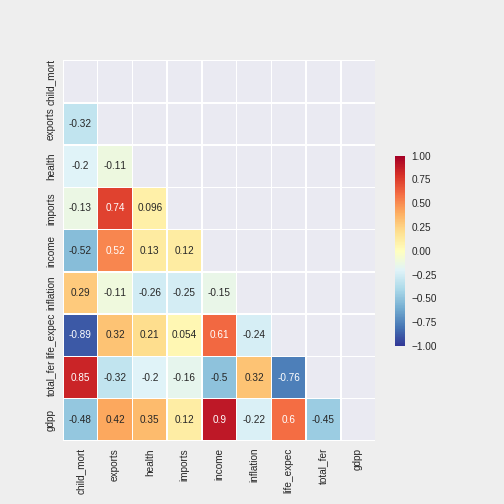 child_mort
exports
-0.32
health
-0.2 -0.11
imports
-0.13 0.74 0.096
income
-0.52 0.52 0.13 0.12
inflation
0.29 -0.11 -0.26 -0.25 -0.15
life_expec
-0.89 0.32 0.21 0.054 0.61 -0.24
total_fer
0.85 -0.32 -0.2 -0.16 -0.5 0.32 -0.76
gdpp
-0.48 0.42 0.35 0.12 0.9 -0.22 0.6 -0.45
child_mort
exports
health
imports
income
inflation
life_expec
total_fer
gdpp
1.00
0.75
0.50
0.25
0.00
−0.25
−0.50
−0.75
−1.00